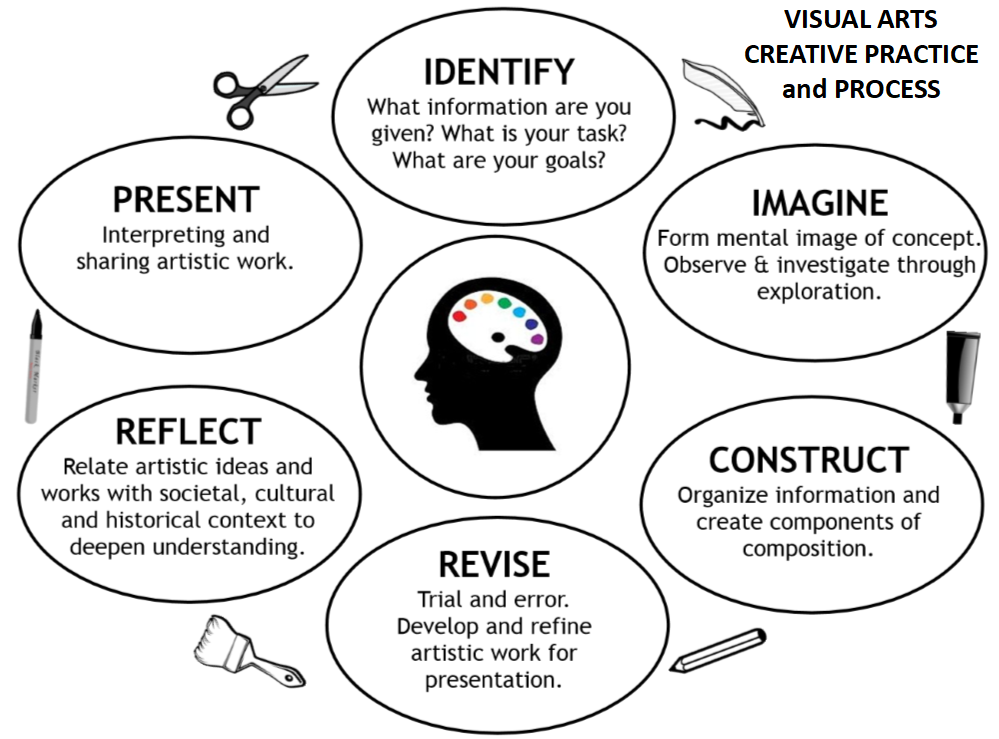 VISUAL ARTS
CREATIVE PRACTICE
and PROCESS
IDENTIFY
What information are you
given? What is your task?
What are your goals?
IMAGINE
Form mental image of concept.
Observe & investigate through
exploration.
CONSTRUCT
Organize information and
create components of
composition.
REVISE
Trial and error.
Develop and refine
artistic work for
presentation.
REFLECT
Relate artistic ideas and
works with societal, cultural
and historical context to
deepen understanding.
PRESENT
Interpreting and
sharing artistic work.